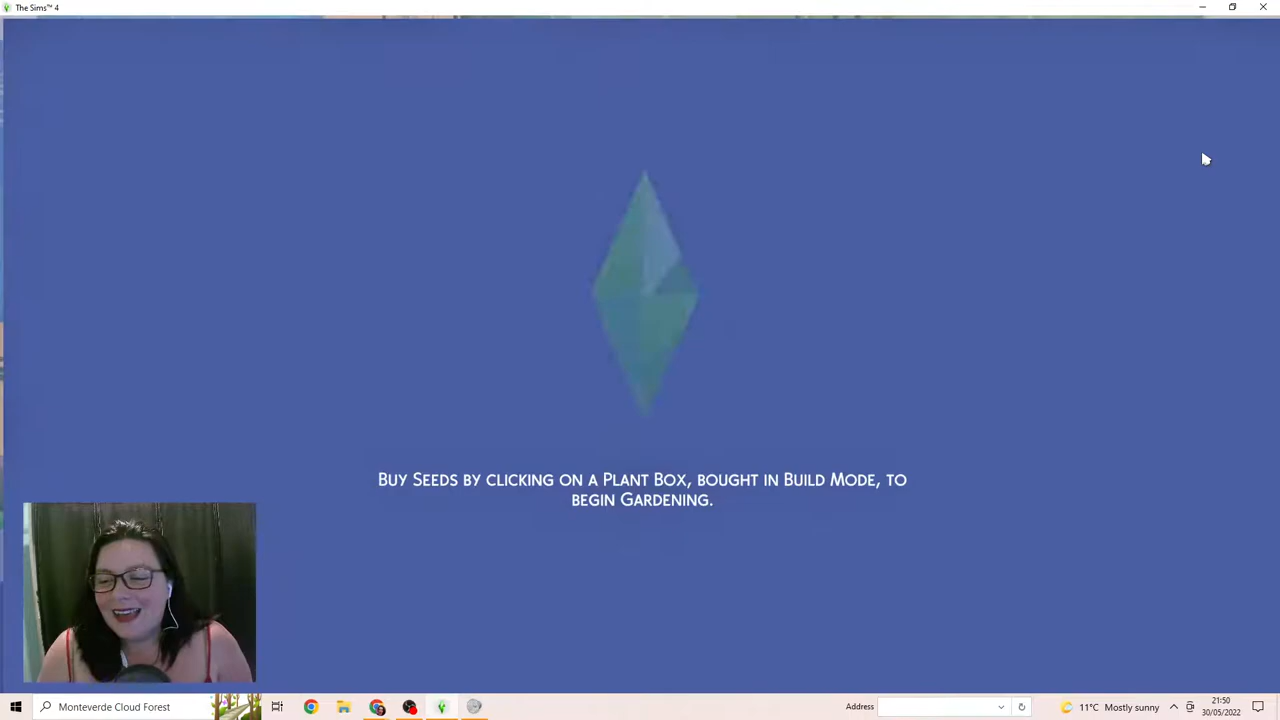 The Sims™ 4
BUY SEEDS BY CLICKING ON A PLANT BOX, BOUGHT IN BUILD MODE, TO
BEGIN GARDENING.
Monteverde Cloud Forest
Address
11°C Mostly sunny
21:50
30/05/2022